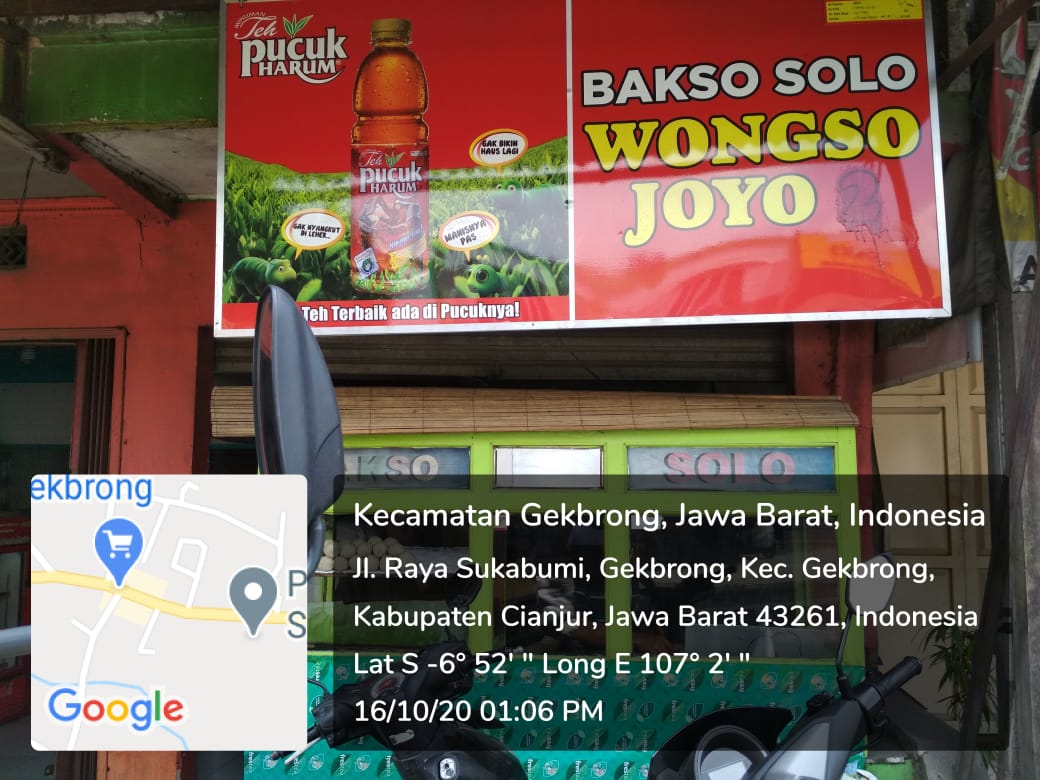 MINUMAN
Teh
pucuk
HARUM
GAK BIKIN
HAUS LAGI
Teh
pucuk
HARUM
GAK NYANGKUT
DI LEHER...
MANISNYA
PAS
Teh Terbaik ada di Pucuknya!
BAKSO SOLO
WONGSO
JOYO 2
AKSO
SOLO
ekbrong
P
S
Google
Kecamatan Gekbrong, Jawa Barat, Indonesia
Jl. Raya Sukabumi, Gekbrong, Kec. Gekbrong,
Kabupaten Cianjur, Jawa Barat 43261, Indonesia
Lat S -6° 52' " Long E 107° 2' "
16/10/20 01:06 PM